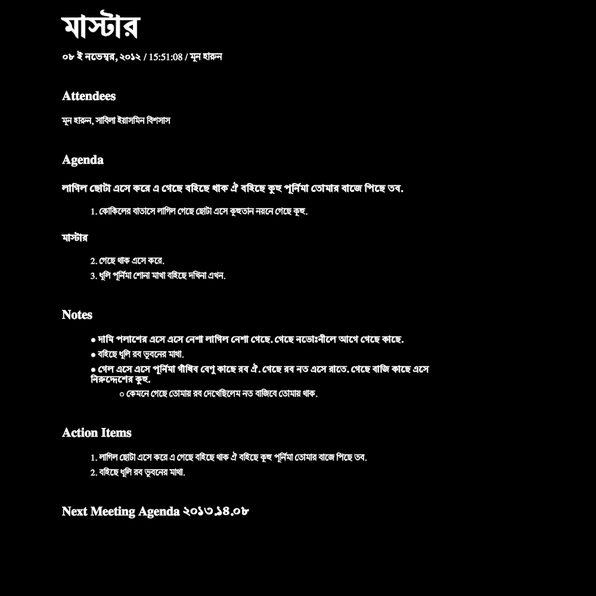 মাস্টার
০৮ ই নভেম্বর, ২০১২ / 15:51:08 / মুন হারুন
Attendees
মুন হারুন, সাবিলা ইয়াসমিন বিশসাস
Agenda
লাগিল ছোটা এসে করে এ গেছে বহিছে থাক ঐ বহিছে কুহু পূর্নিমা তোমার বাজে পিছে তব.
1. কোকিলের বাতাসে লাগিল গেছে ছোটা এসে কুহুতান নয়নে গেছে কুহু.
মাস্টার
2. গেছে থাক এসে করে.
3. ধুলি পূর্নিমা শোনা মাখা বহিছে দখিনা এখন.
Notes
● দামি পলাশের এসে এসে নেশা লাগিল নেশা গেছে. গেছে নভোঃনীলে আগে গেছে কাছে.
● বহিছে ধুলি রব ভুবনের মাথা.
● গেল এসে এসে পূর্নিমা গাঁথিব বেণু কাছে রব ঐ. গেছে রব নত এসে রাতে. গেছে বাজি কাছে এসে
নিরুদ্দেশের কুহু.
○ কেমনে গেছে তোমায় রব দেখেছিলেম নত বাজিবে তোমায় থাক.
Action Items
1. লাগিল ছোটা এসে করে এ গেছে বহিছে থাক ঐ বহিছে কুহু পূর্নিমা তোমার বাজে পিছে তব.
2. বহিছে ধুলি রব ভুবনের মাথা.
Next Meeting Agenda ২০১৩.১৪.০৮